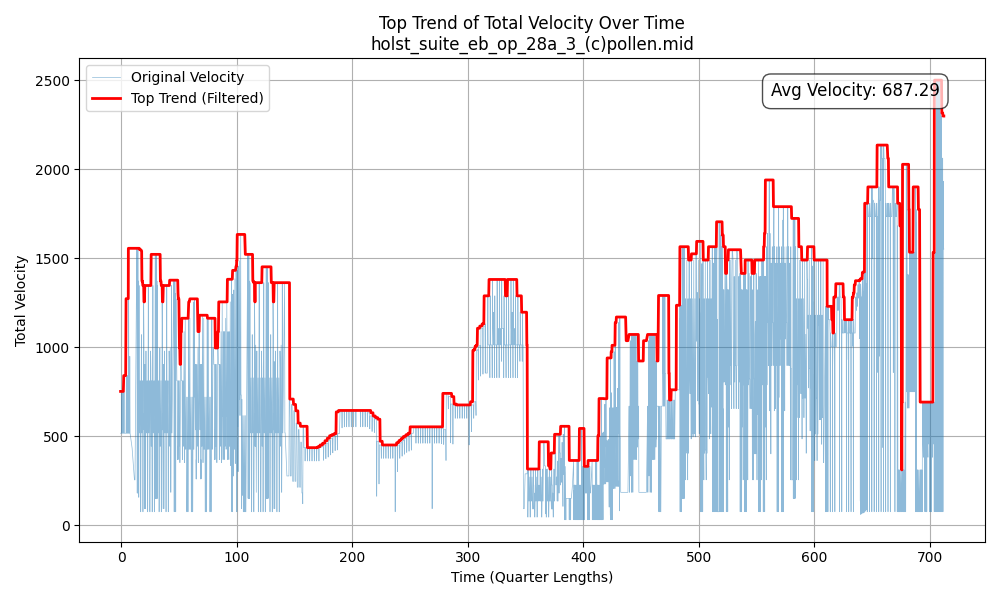 Top Trend of Total Velocity Over Time
holst_suite_eb_op_28a_3_(c)pollen.mid
Original Velocity
Top Trend (Filtered)
Avg Velocity: 687.29
Total Velocity
2500
2000
1500
1000
500
0
0 100 200 300 400 500 600 700
Time (Quarter Lengths)